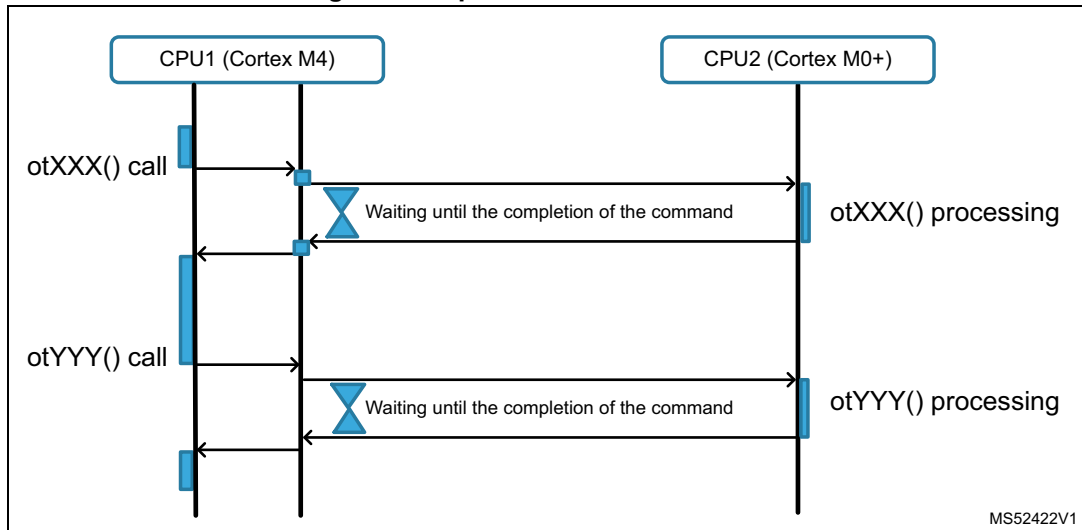 CPU1 (Cortex M4)
CPU2 (Cortex M0+)
otXXX() call
Waiting until the completion of the command
otXXX() processing
otYYY() call
Waiting until the completion of the command
otYYY() processing
MS52422V1